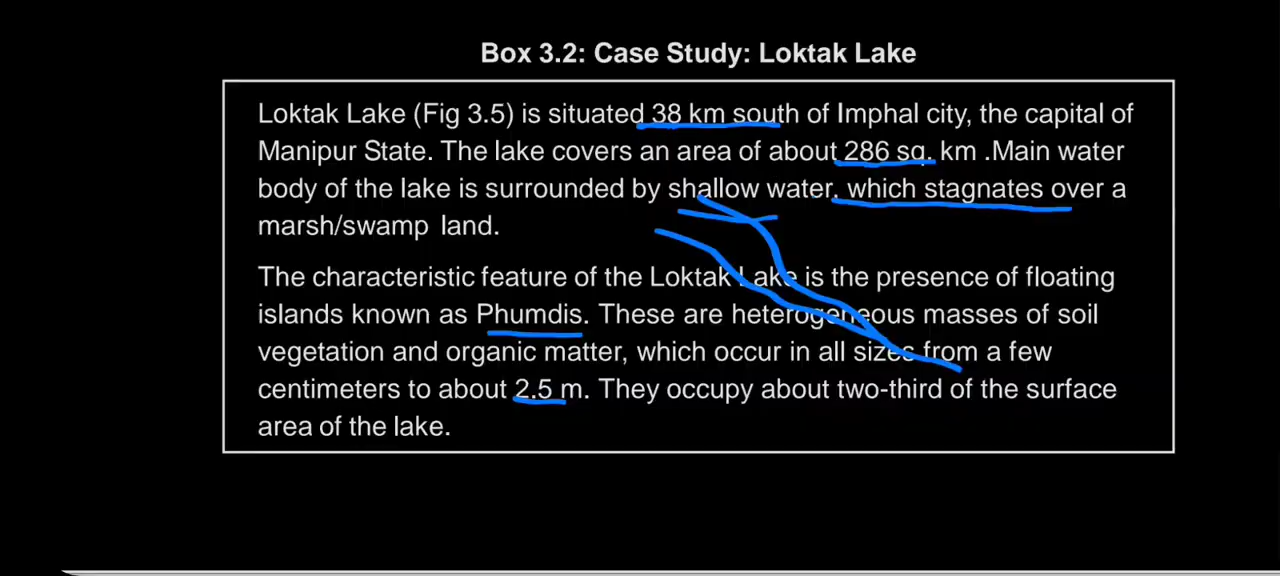 Box 3.2: Case Study: Loktak Lake
Loktak Lake (Fig 3.5) is situated 38 km south of Imphal city, the capital of
Manipur State. The lake covers an area of about 286 sq. km .Main water
body of the lake is surrounded by shallow water, which stagnates over a
marsh/swamp land.
The characteristic feature of the Loktak Lake is the presence of floating
islands known as Phumdis. These are heterogeneous masses of soil
vegetation and organic matter, which occur in all sizes from a few
centimeters to about 2.5 m. They occupy about two-third of the surface
area of the lake.